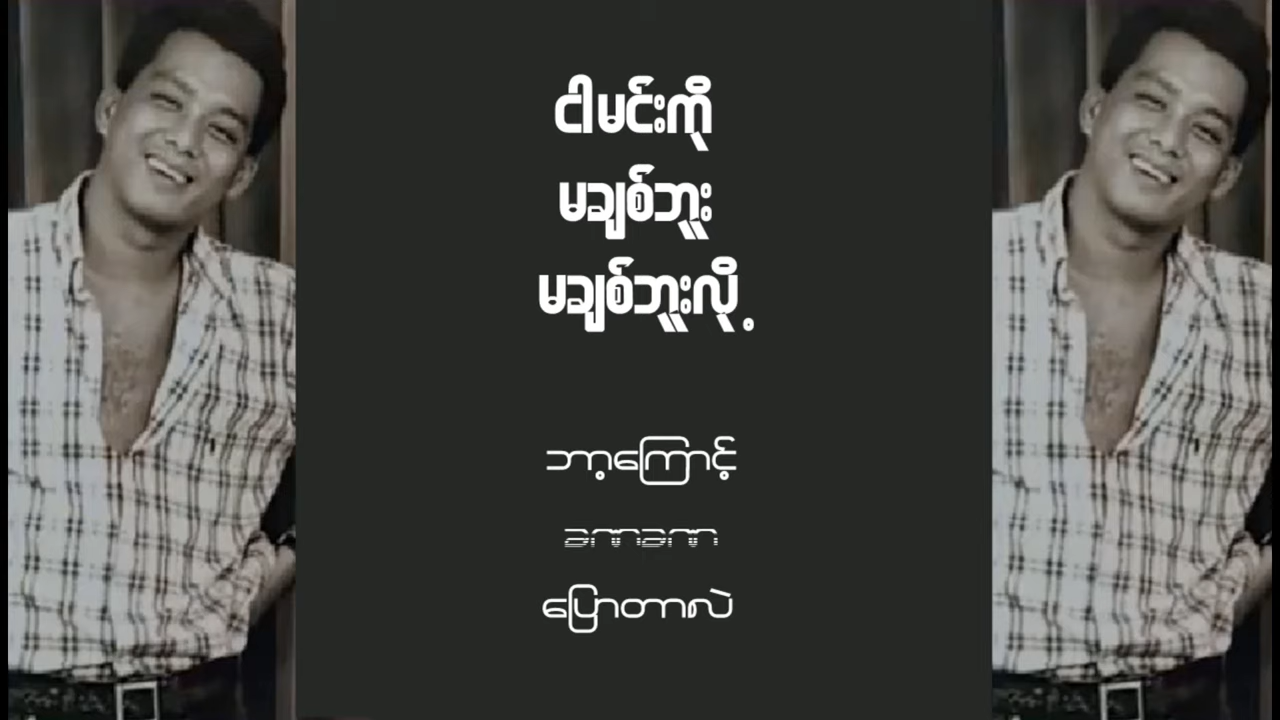 ငါမင်းကို
မချစ်ဘူး
မချစ်ဘူးလို့
ဘာ့ကြောင့်
ခဏခဏ
ပြောတာလဲ